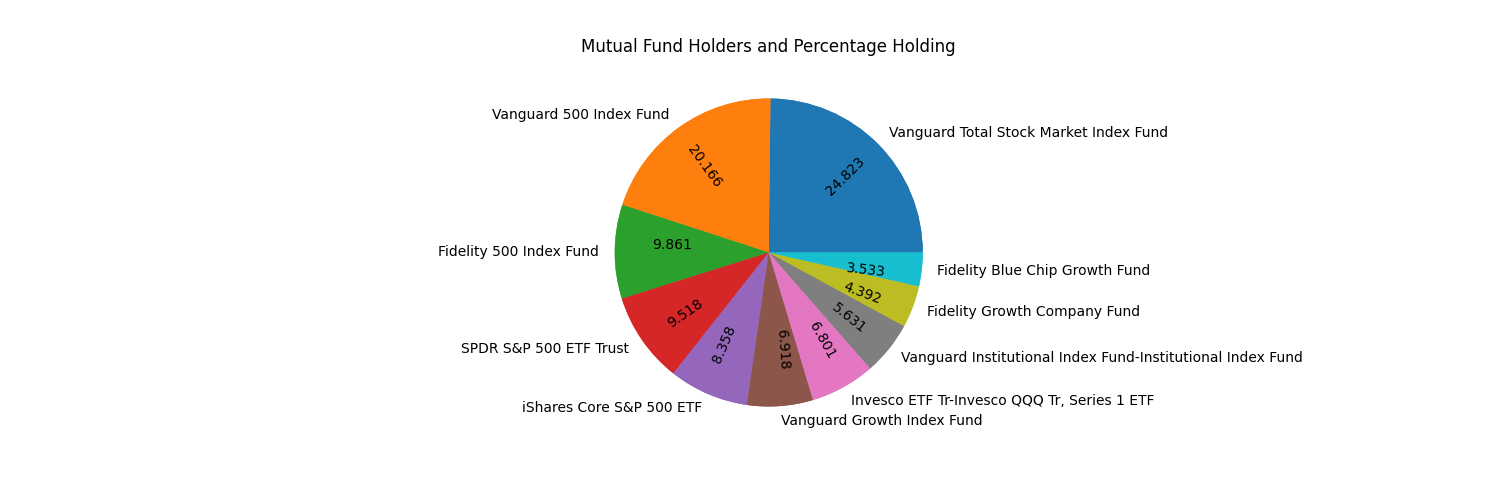 Mutual Fund Holders and Percentage Holding
Vanguard Total Stock Market Index Fund
24.823
Vanguard 500 Index Fund
20.166
Fidelity 500 Index Fund
9.861
SPDR S&P 500 ETF Trust
9.518
iShares Core S&P 500 ETF
8.358
Vanguard Growth Index Fund
6.918
Invesco ETF Tr-Invesco QQQ Tr, Series 1 ETF
6.801
Vanguard Institutional Index Fund-Institutional Index Fund
5.631
Fidelity Growth Company Fund
4.392
Fidelity Blue Chip Growth Fund
3.533